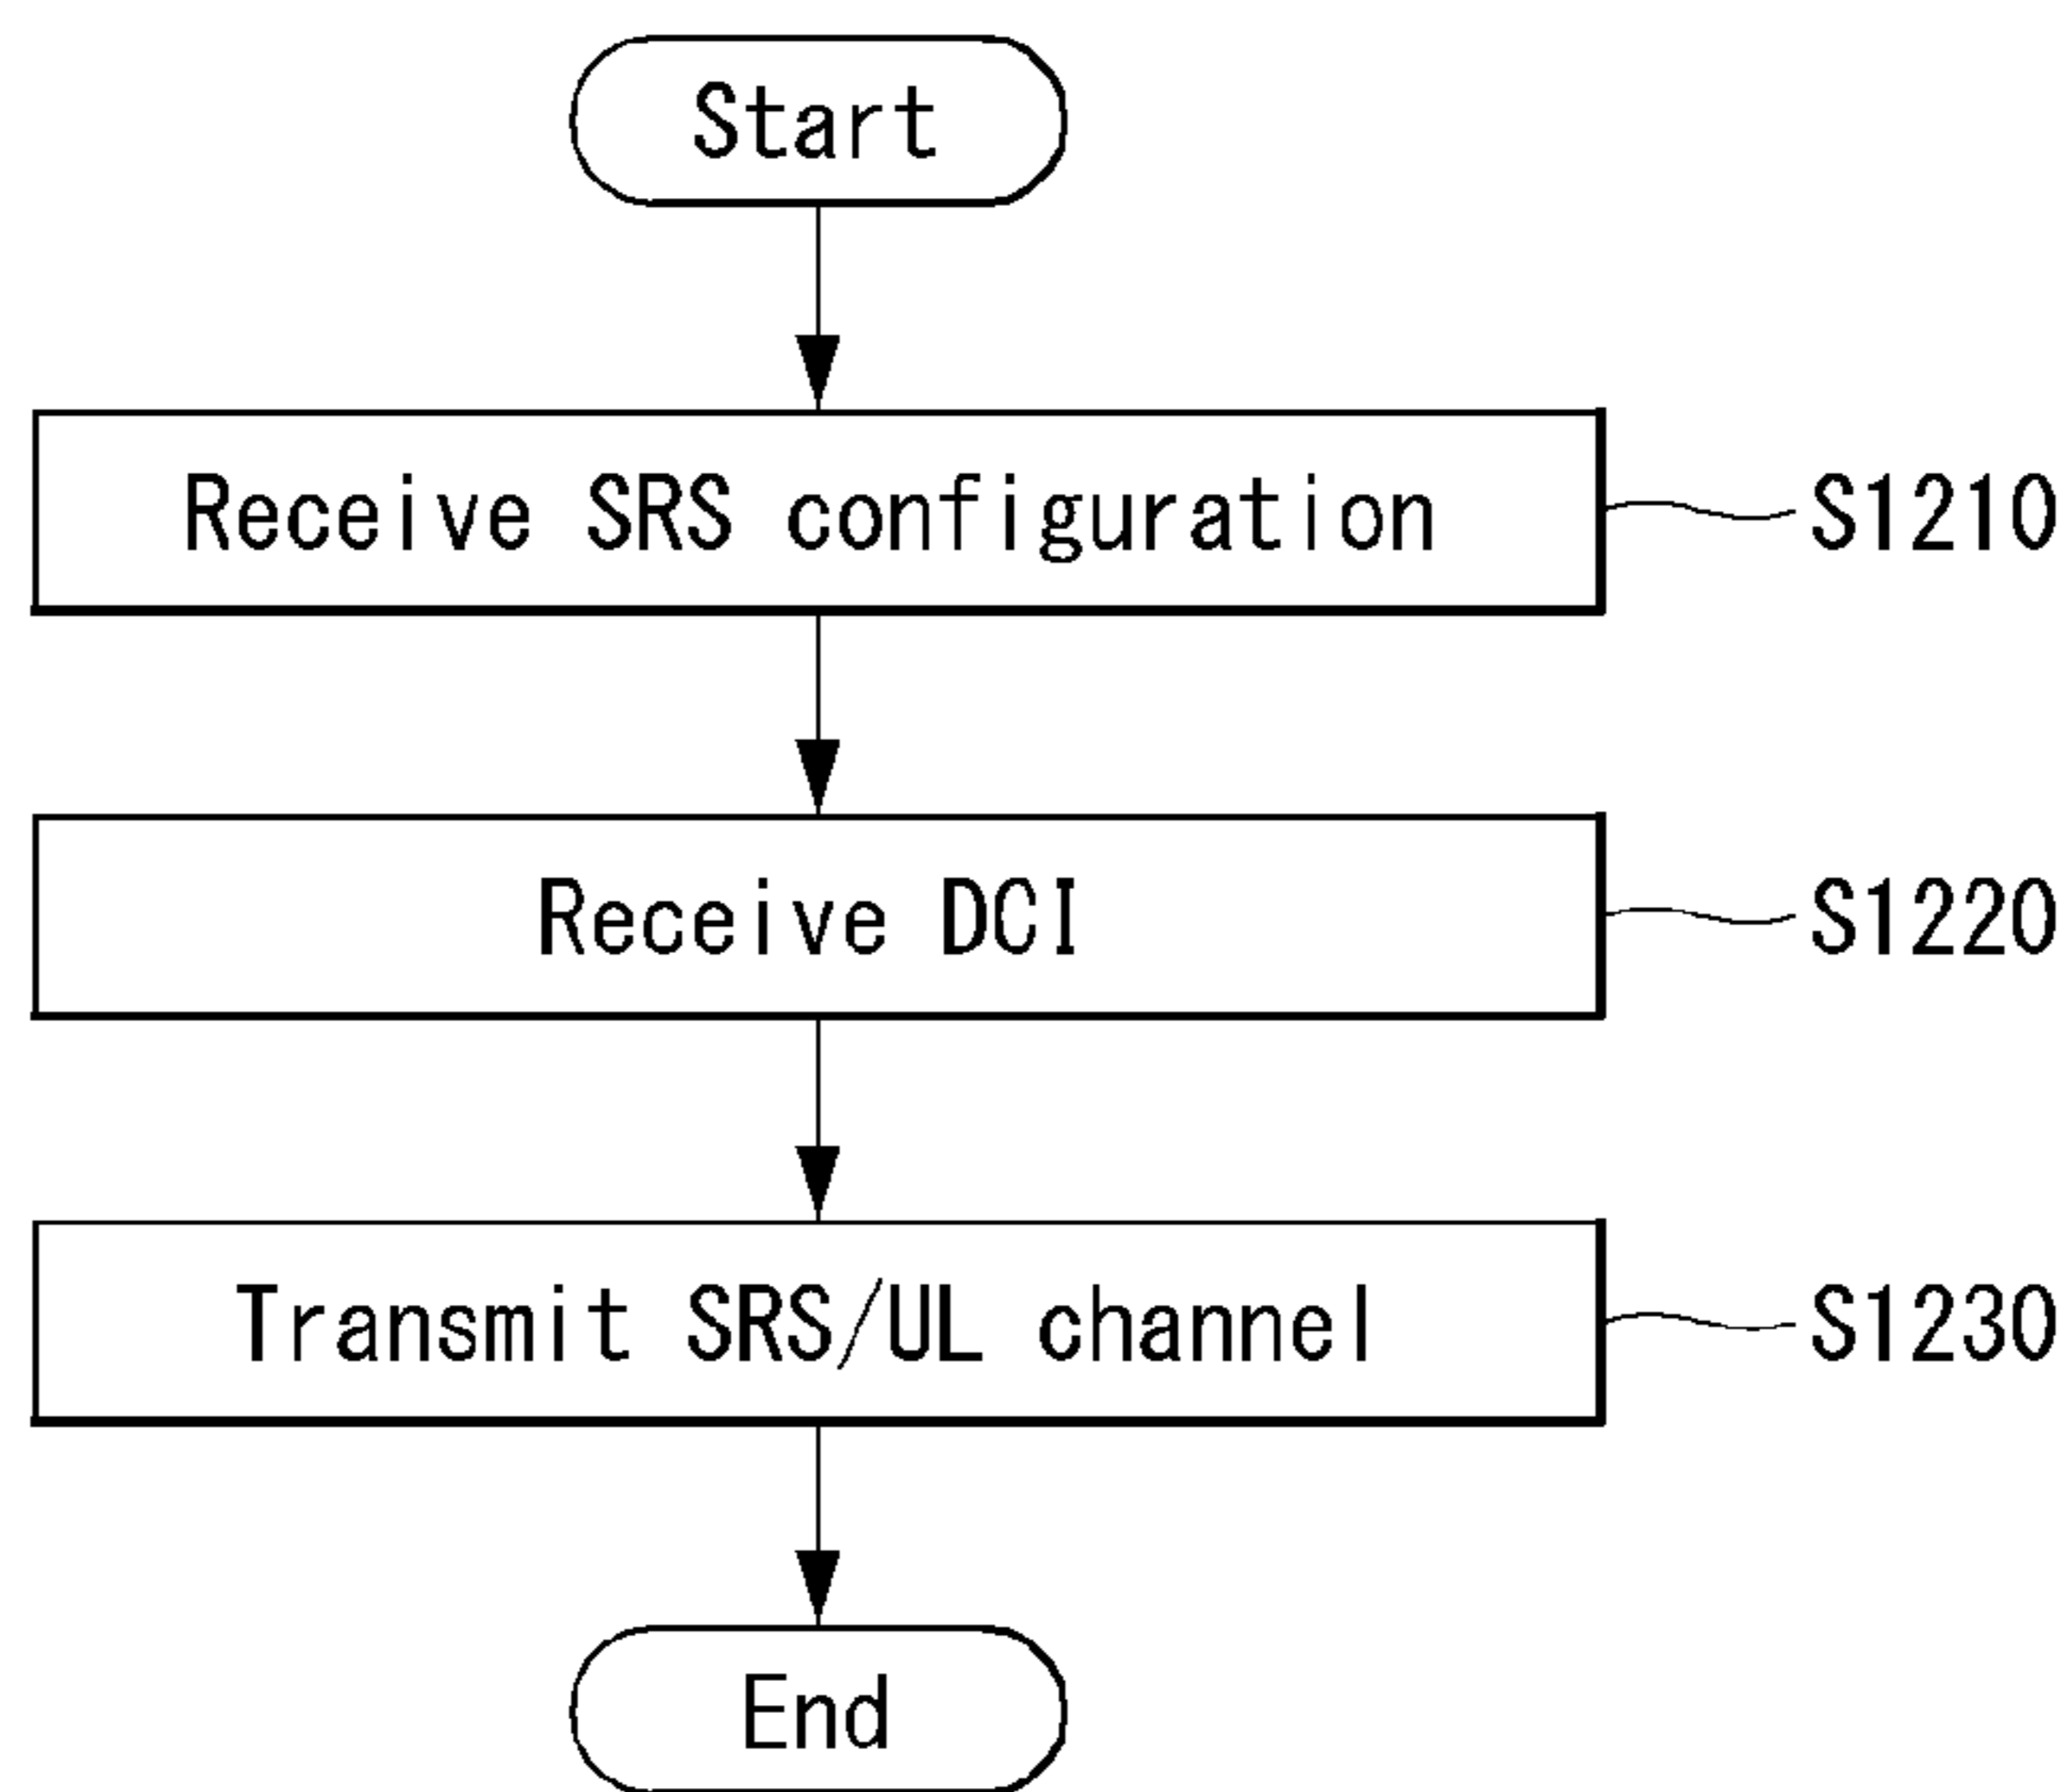 Start
Receive SRS configuration
S1210
Receive DCI
S1220
Transmit SRS/UL channel
S1230
End